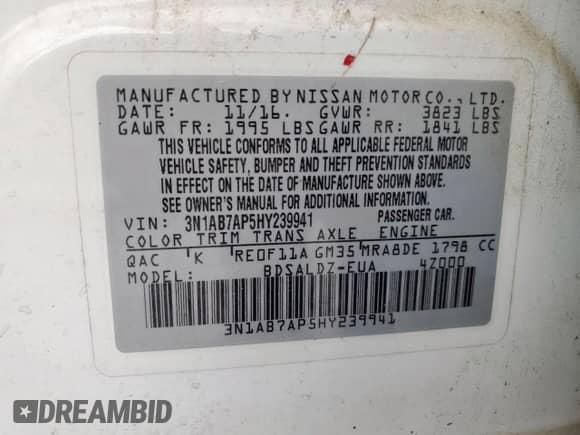 MANUFACTURED BY NISSAN MOTOR CO., LTD.
DATE: 11/16. GVWR: 3823 LBS
GAWR FR: 1995 LBS GAWR RR: 1841 LBS
THIS VEHICLE CONFORMS TO ALL APPLICABLE FEDERAL MOTOR
VEHICLE SAFETY, BUMPER AND THEFT PREVENTION STANDARDS
IN EFFECT ON THE DATE OF MANUFACTURE SHOWN ABOVE.
SEE OWNER'S MANUAL FOR ADDITIONAL INFORMATION.
VIN: 3N1AB7AP5HY239941 PASSENGER CAR.
COLOR TRIM TRANS AXLE ENGINE
QAC K RE0F11A GM35 MRA8DE 1798 CC
MODEL: BDSALDZ-EUA 4Z000
3N1AB7AP5HY239941
DREAMBID